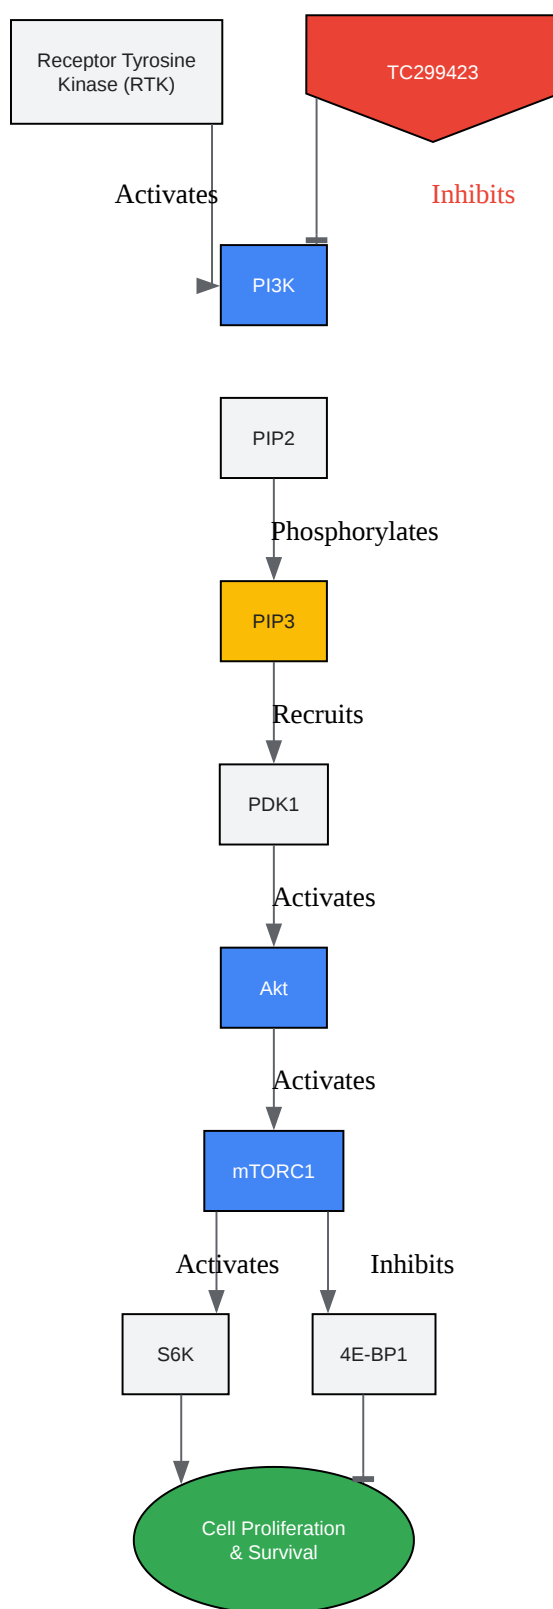 Receptor Tyrosine
Kinase (RTK)
TC299423
Activates
Inhibits
PI3K
PIP2
Phosphorylates
PIP3
Recruits
PDK1
Activates
Akt
Activates
mTORC1
Activates
Inhibits
S6K
4E-BP1
Cell Proliferation
& Survival